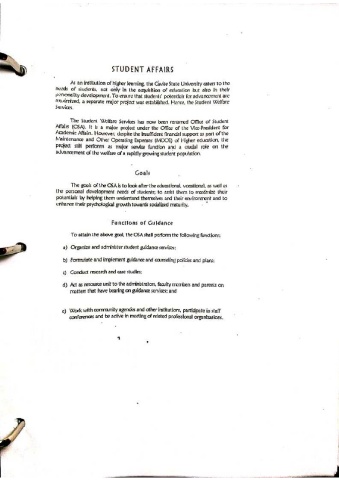 STUDENT AFFAIRS
As an institution of higher learning, the Cavite State University caters to the
needs of students, not only in the acquisition of education but also in their
personality development. To ensure that students' potentials for advancement are
maximized, a separate major project was established. Hence, the Student Welfare
Services.
The Student Welfare Services has now been renamed Office of Student
Affairs (OSA). It is a major project under the Office of the Vice-President for
Academic Affairs. However, despite the insufficient financial support as part of the
Maintenance and Other Operating Expenses (MOOE) of Higher education, the
project still performs as major service function and a crucial role on the
advancement of the welfare of a rapidly growing student population.
Goals
The goals of the OSA is to look after the educational, vocational, as well as
the personal development needs of students; to assist them to maximize their
potentials by helping them understand themselves and their environment and to
enhance their psychological growth towards socialized maturity.
Functions of Guidance
To attain the above goal, the OSA shall perform the following functions:
a) Organize and administer student guidance services;
b) Formulate and implement guidance and counseling policies and plans;
c) Conduct research and case studies;
d) Act as resource unit to the administration, faculty members and parents on
matters that have bearing on guidance services; and
e) Work with community agencies and other institutions, participate in staff
conferences and be active in meeting of related professional organizations.